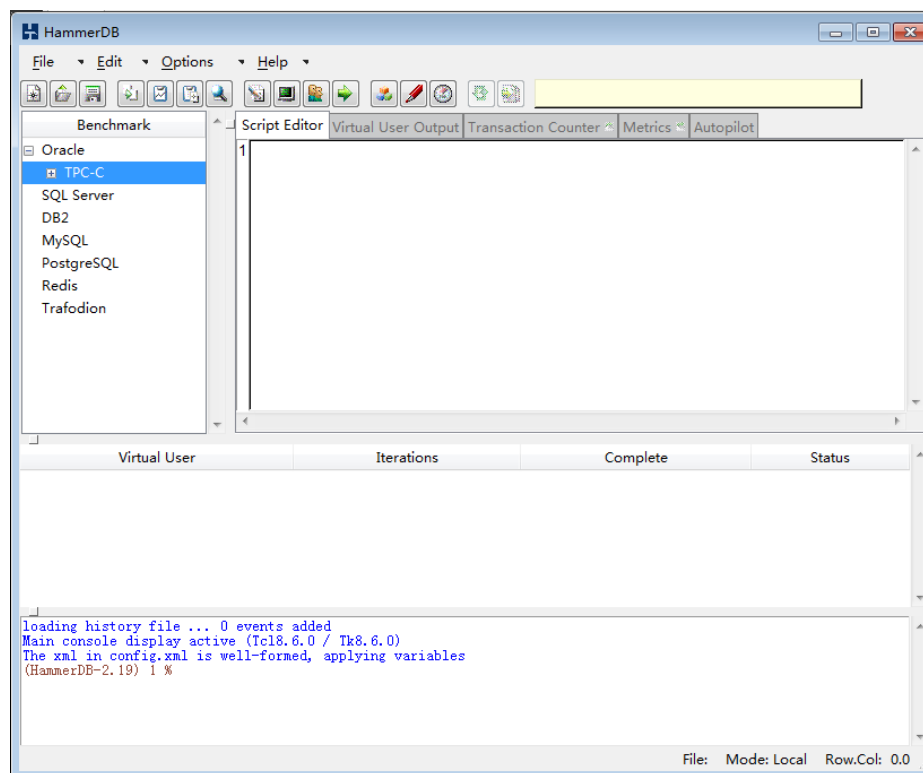 HammerDB
File Edit Options Help
Benchmark
Oracle
TPC-C
SQL Server
DB2
MySQL
PostgreSQL
Redis
Trafodion
Script Editor Virtual User Output Transaction Counter Metrics Autopilot
1
Virtual User Iterations Complete Status
loading history file ... 0 events added
Main console display active (Tcl8.6.0 / Tk8.6.0)
The xml in config.xml is well-formed, applying variables
(HammerDB-2.19) 1 %
File: Mode: Local Row.Col: 0.0